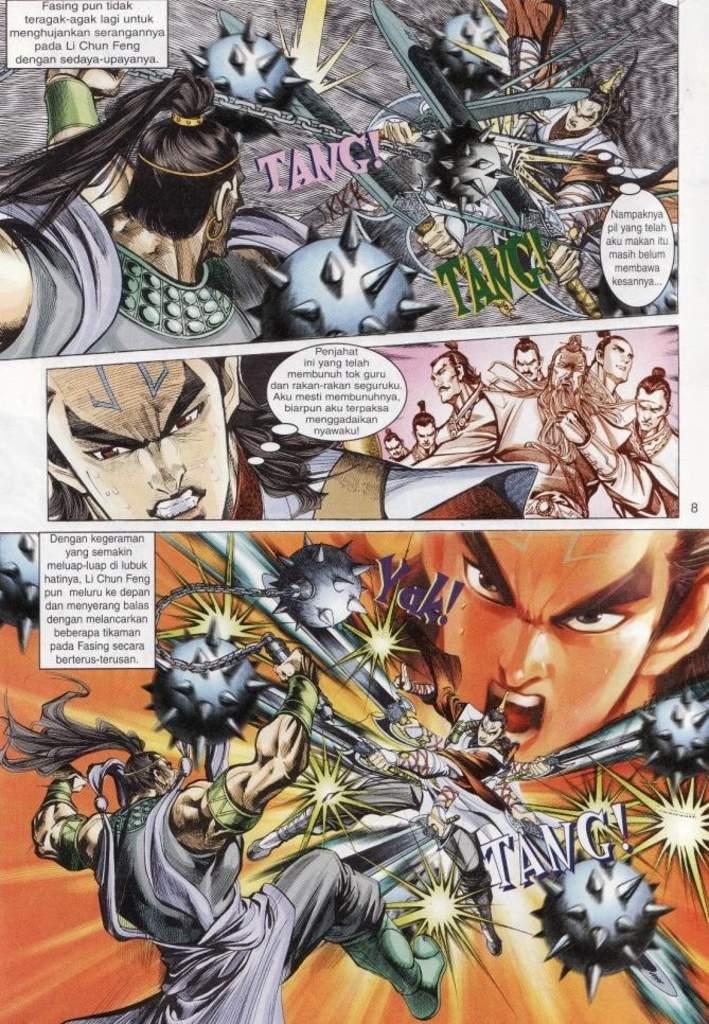 Fasing pun tidak
teragak-agak lagi untuk
menghujankan serangannya
pada Li Chun Feng
dengan sedaya-upayanya.
TANG!
TANG!
Nampaknya
pil yang telah
aku makan itu
masih belum
membawa
kesannya...
Penjahat
ini yang telah
membunuh tok guru
dan rakan-rakan seguruku.
Aku mesti membunuhnya,
biarpun aku terpaksa
menggadaikan
nyawaku!
8
Dengan kegeraman
yang semakin
meluap-luap di lubuk
hatinya, Li Chun Feng
pun meluru ke depan
dan menyerang balas
dengan melancarkan
beberapa tikaman
pada Fasing secara
berterus-terusan.
Yak!
TANG!